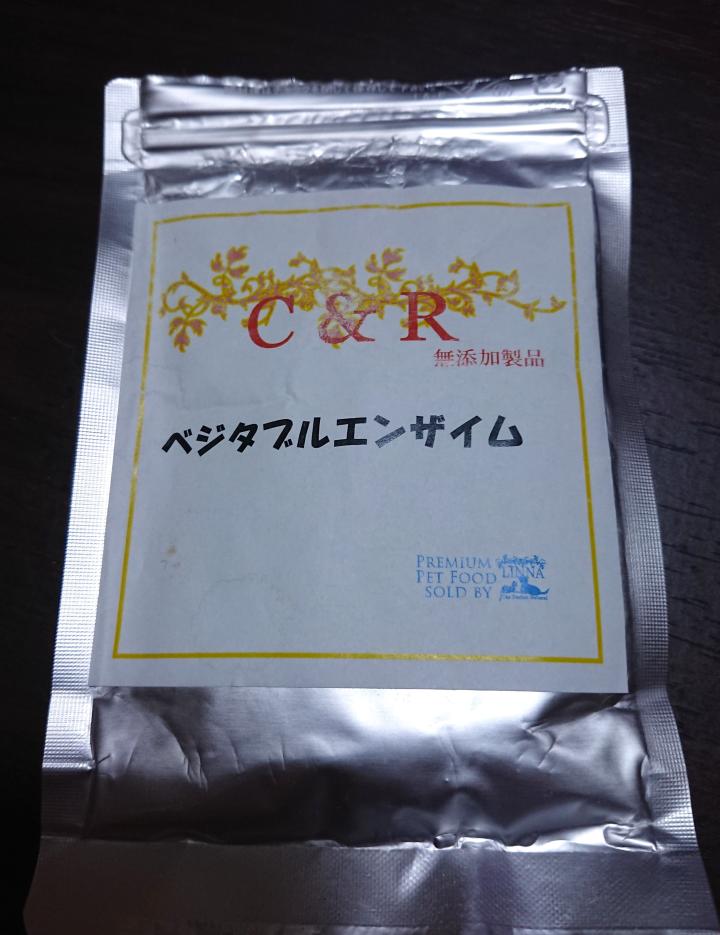 C & R
無添加製品
ベジタブルエンザイム
PREMIUM
PET FOOD
SOLD BY
LINNA